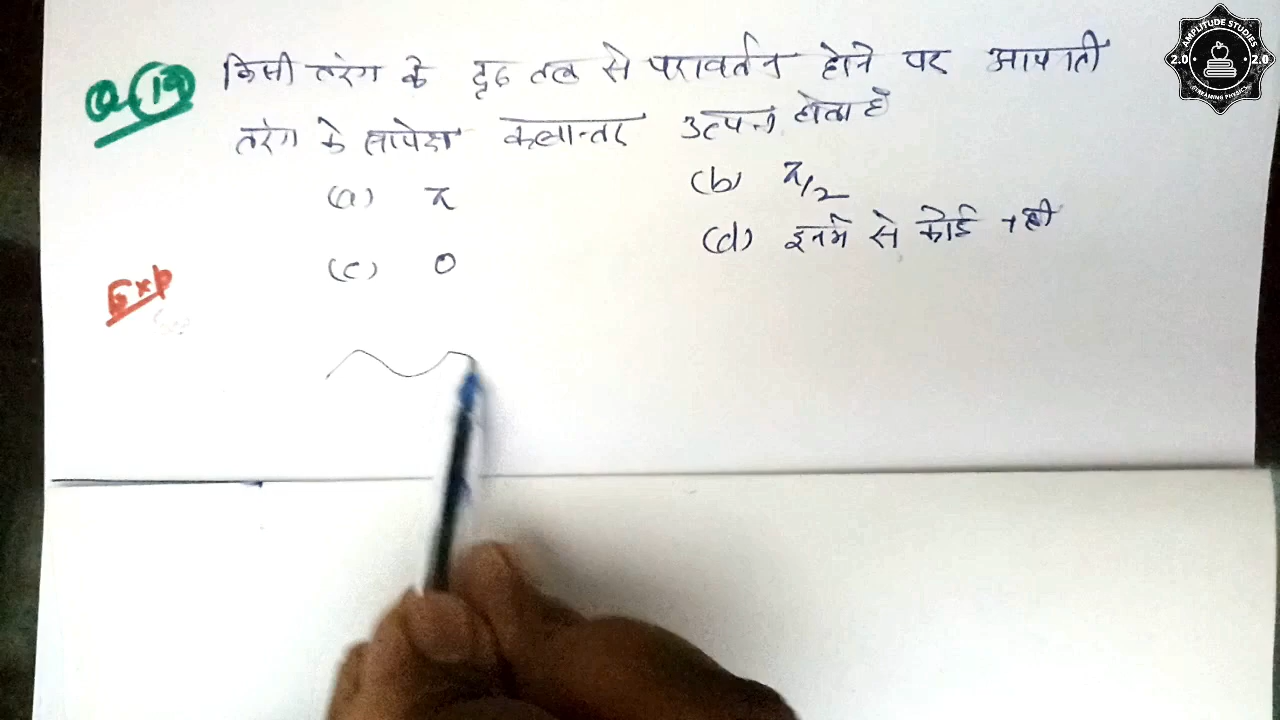 Q.(19) किसी तरंग के दृढ़ तल से परावर्तन होने पर आपाती
तरंग के सापेक्ष कलान्तर उत्पन्न होता है
(a) π
(b) π/2
(c) 0
(d) इनमें से कोई नहीं
Exp
AMPLITUDE STUDIES
2.0 2.0